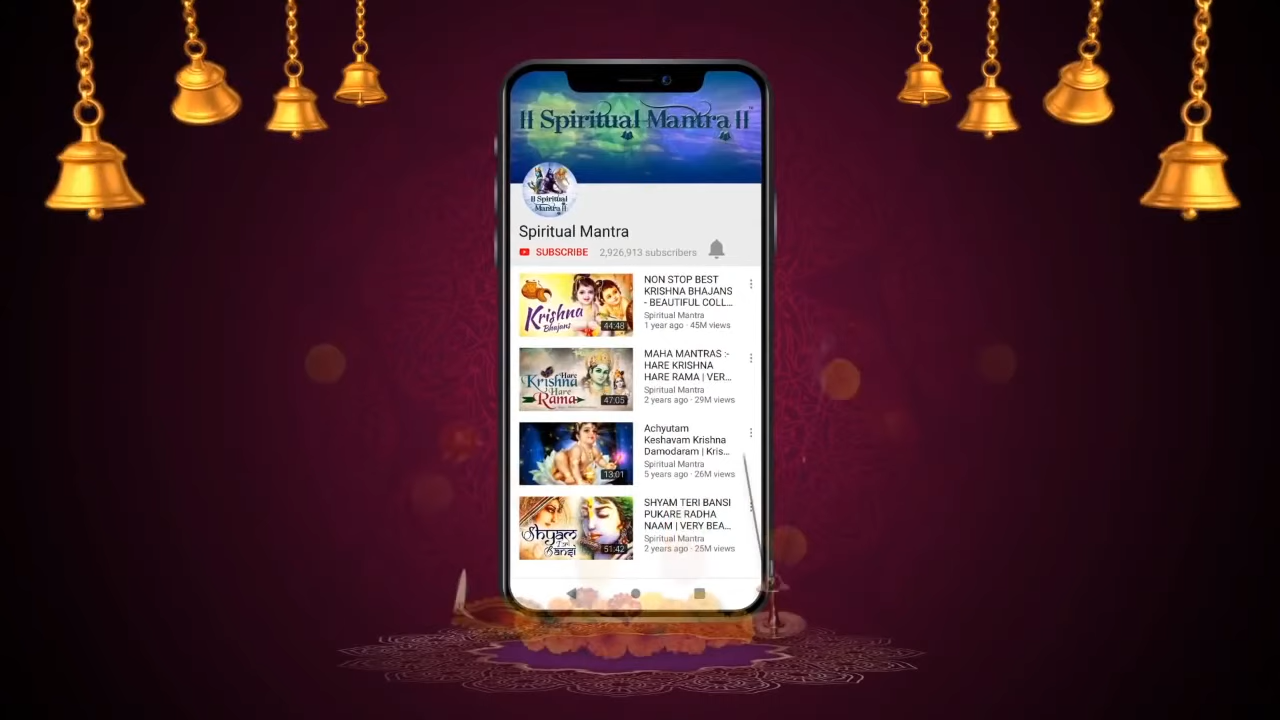 || Spiritual Mantra ||
|| Spiritual
Mantra ||
Spiritual Mantra
SUBSCRIBE 2,926,913 subscribers
Krishna
Bhajans
44:48
NON STOP BEST
KRISHNA BHAJANS
- BEAUTIFUL COLL...
Spiritual Mantra
1 year ago · 45M views
Hare
Krishna
Hare
Rama
47:05
MAHA MANTRAS :-
HARE KRISHNA
HARE RAMA | VER...
Spiritual Mantra
2 years ago · 29M views
13:01
Achyutam
Keshavam Krishna
Damodaram | Kris...
Spiritual Mantra
5 years ago · 26M views
Shyam
Teri
Bansi
51:42
SHYAM TERI BANSI
PUKARE RADHA
NAAM | VERY BEA...
Spiritual Mantra
2 years ago · 25M views